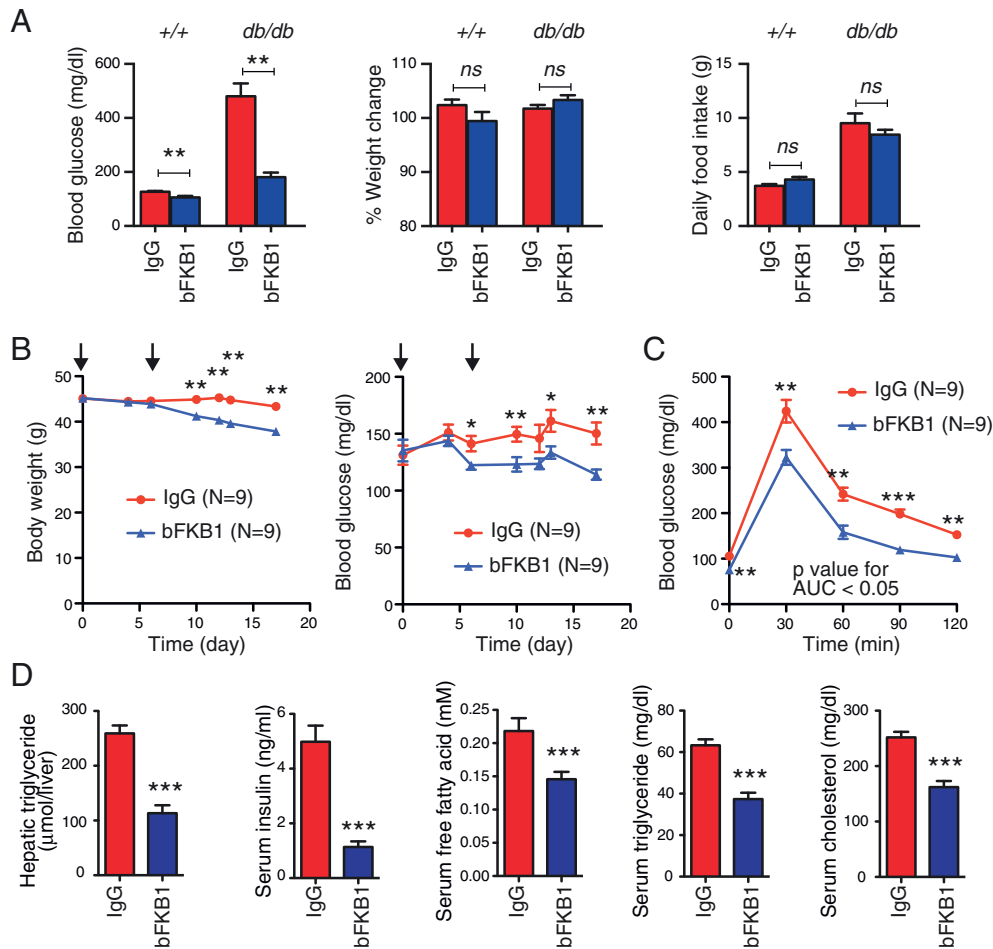 A
+/+ db/db
Blood glucose (mg/dl)
600
400
200
0
**
**
IgG
bFKB1
IgG
bFKB1
+/+ db/db
% Weight change
120
110
100
90
80
ns
ns
IgG
bFKB1
IgG
bFKB1
+/+ db/db
Daily food intake (g)
15
10
5
0
ns
ns
IgG
bFKB1
IgG
bFKB1
B
Body weight (g)
50
40
30
20
10
0
** ** ** **
IgG (N=9)
bFKB1 (N=9)
0 5 10 15 20
Time (day)
Blood glucose (mg/dl)
200
150
100
50
0
* ** * **
IgG (N=9)
bFKB1 (N=9)
0 5 10 15 20
Time (day)
C
Blood glucose (mg/dl)
500
400
300
200
100
0
IgG (N=9)
bFKB1 (N=9)
**
**
***
**
**
p value for
AUC < 0.05
0 30 60 90 120
Time (min)
D
Hepatic triglyceride
(μmol/liver)
300
200
100
0
***
IgG
bFKB1
Serum insulin (ng/ml)
6
4
2
0
***
IgG
bFKB1
Serum free fatty acid (mM)
0.25
0.20
0.15
0.10
0.05
0.00
***
IgG
bFKB1
Serum triglyceride (mg/dl)
80
60
40
20
0
***
IgG
bFKB1
Serum cholesterol (mg/dl)
300
200
100
0
***
IgG
bFKB1